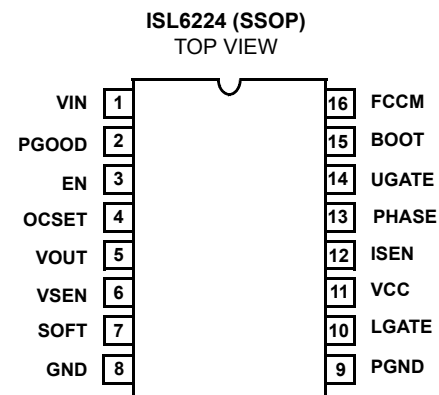 ISL6224 (SSOP)
TOP VIEW
VIN 1 16 FCCM
PGOOD 2 15 BOOT
EN 3 14 UGATE
OCSET 4 13 PHASE
VOUT 5 12 ISEN
VSEN 6 11 VCC
SOFT 7 10 LGATE
GND 8 9 PGND